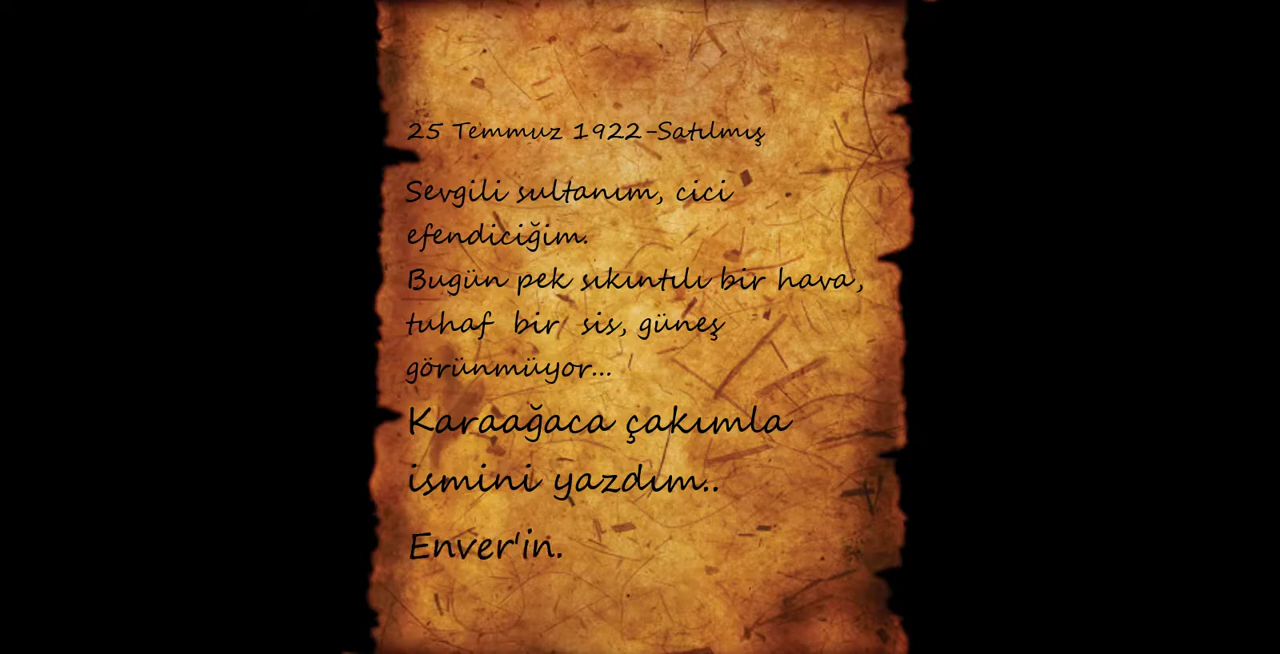 25 Temmuz 1922-Satılmış
Sevgili sultanım, cici
efendiciğim.
Bugün pek sıkıntılı bir hava,
tuhaf bir sis, güneş
görünmüyor...
Karaağaca çakımla
ismini yazdım..
Enver'in.